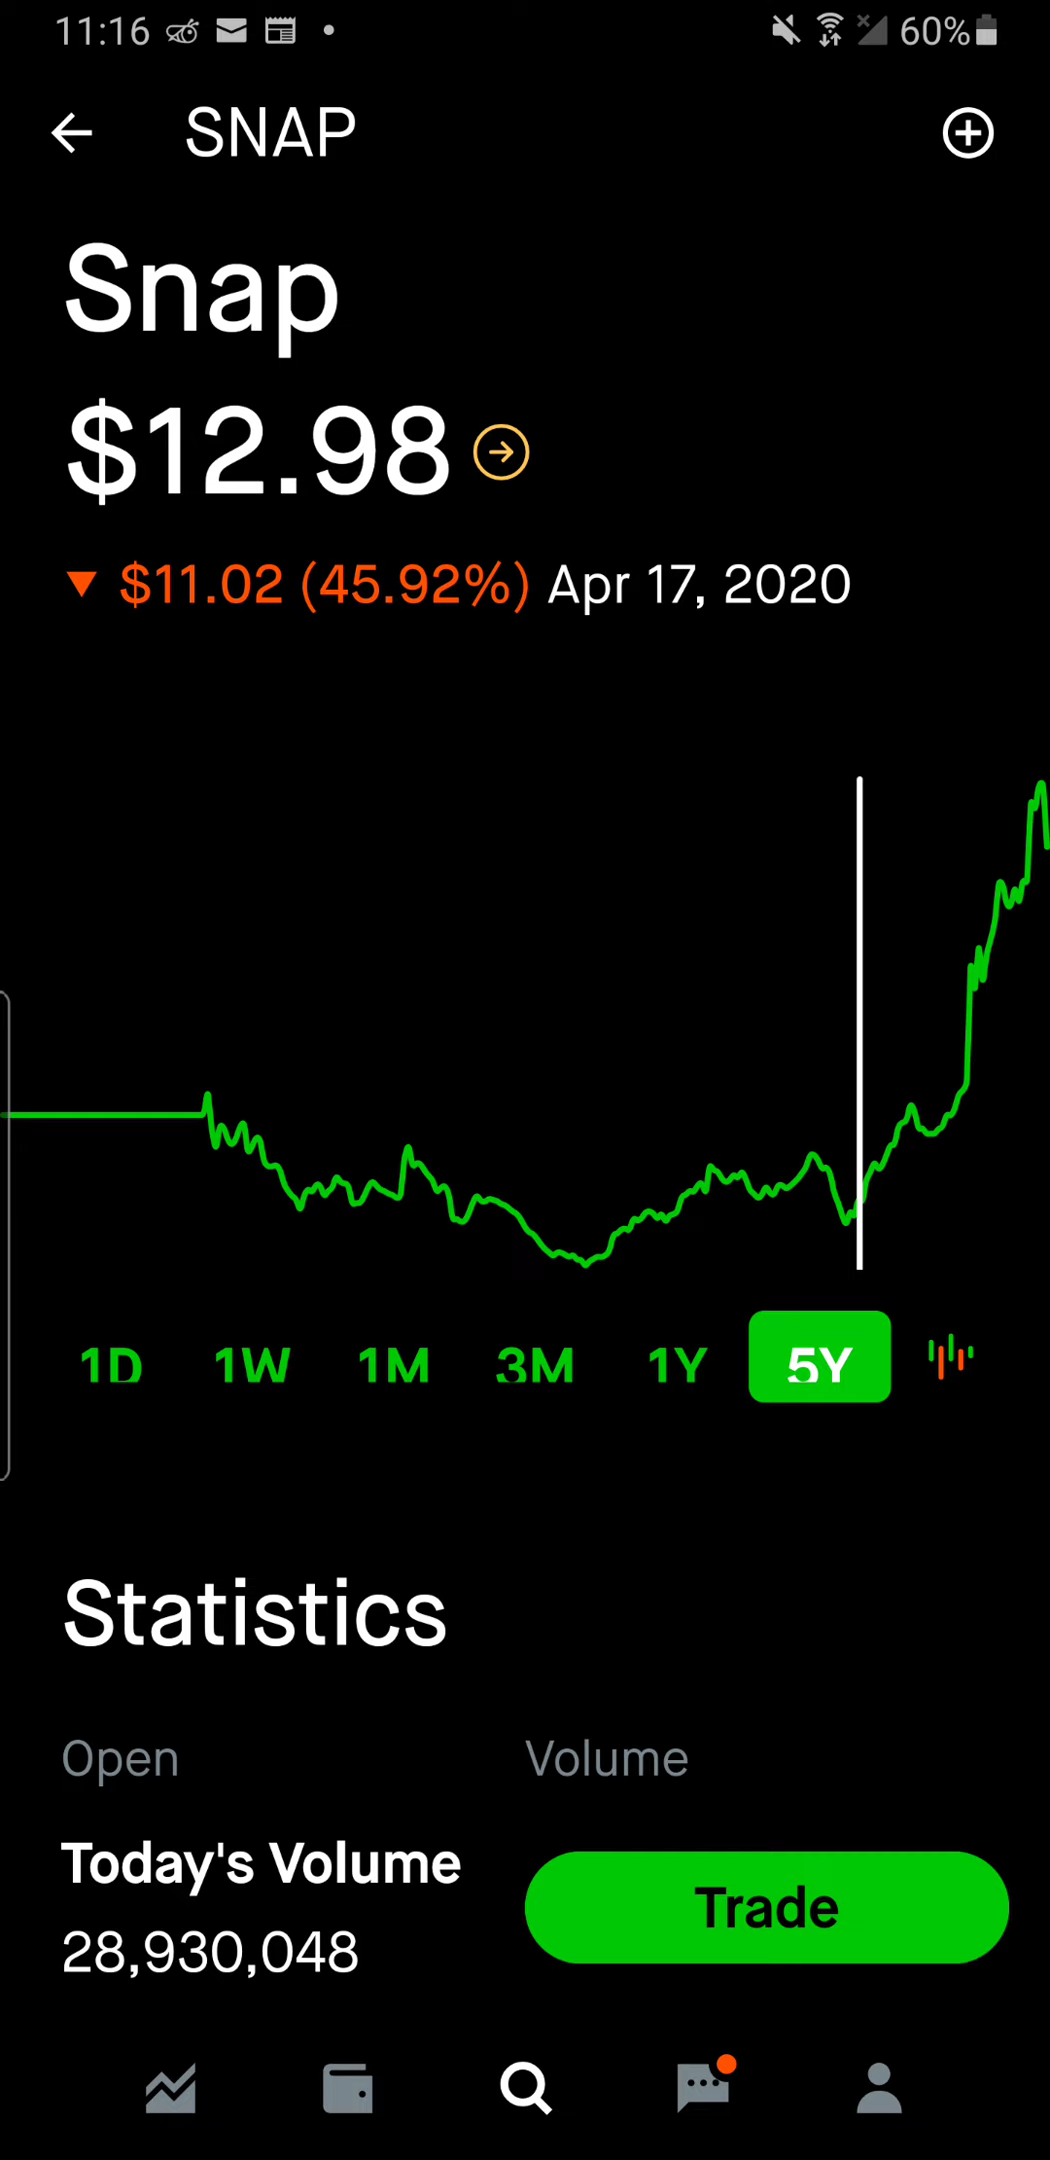 11:16 60%
SNAP
Snap
$12.98
▼ $11.02 (45.92%) Apr 17, 2020
1D 1W 1M 3M 1Y 5Y
Statistics
Open Volume
Today's Volume
28,930,048
Trade